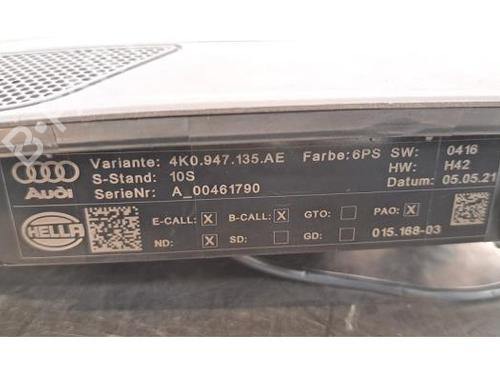 Audi
Variante: 4K0.947.135.AE Farbe:6PS SW: 0416
S-Stand: 10S HW: H42
SerieNr: A_00461790 Datum: 05.05.21
HELLA
E-CALL: X B-CALL: X GTO: PAO: X
ND: X SD: GD: 015.168-03